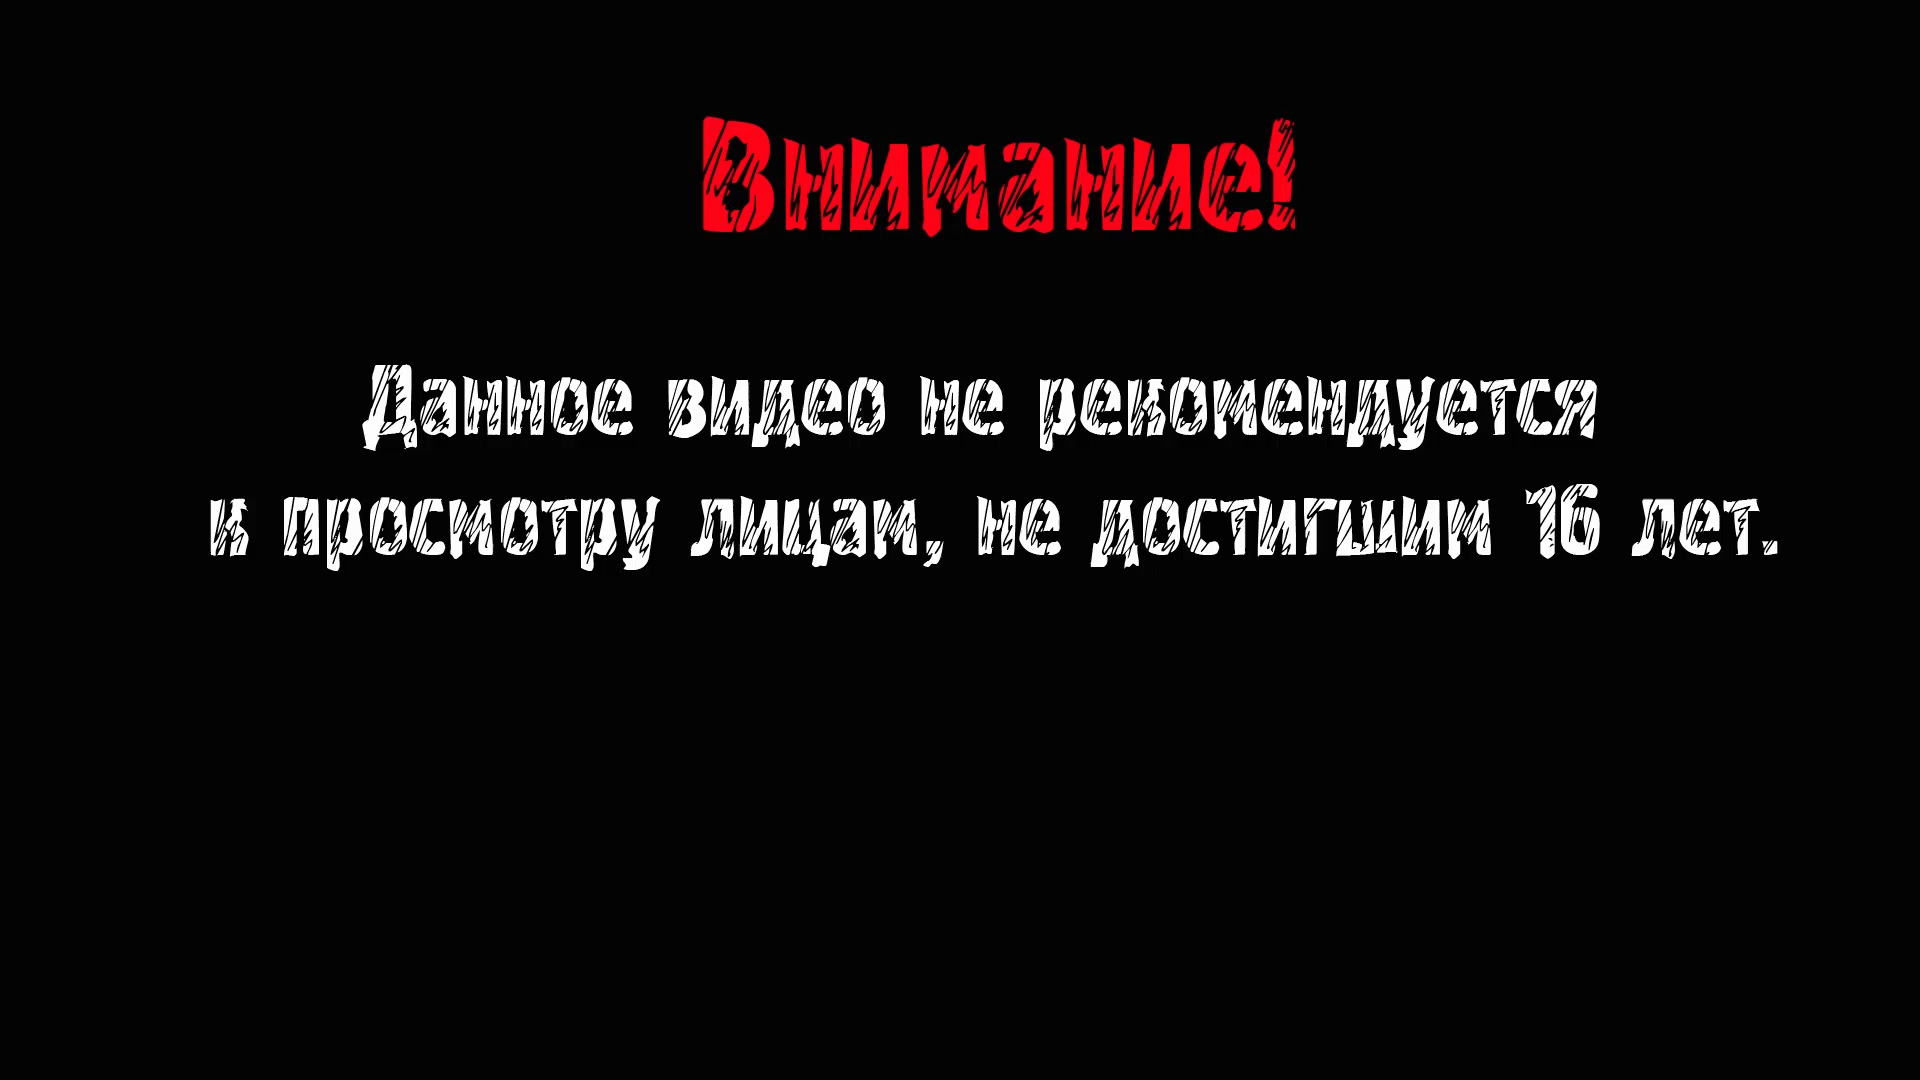 Внимание!
Данное видео не рекомендуется
к просмотру лицам, не достигшим 16 лет.